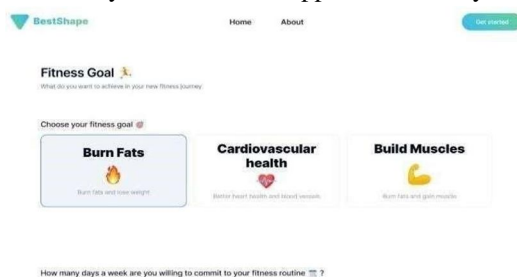 BestShape Home About Get started
Fitness Goal 🏃
What do you want to achieve in your new fitness journey
Choose your fitness goal 🎯
Burn Fats
Burn fats and lose weight.
Cardiovascular
health
Better heart health and blood vessels.
Build Muscles
Burn fats and gain muscle.
How many days a week are you willing to commit to your fitness routine 🗓️ ?